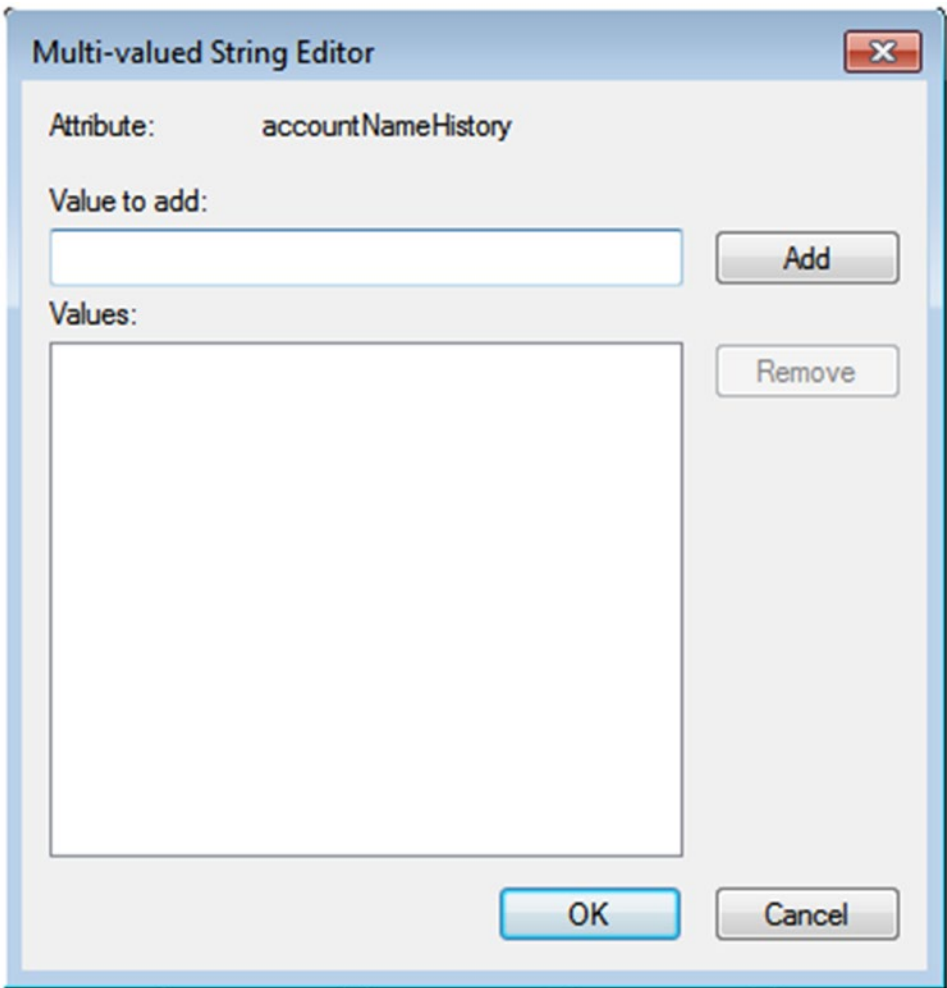 Multi-valued String Editor
Attribute: accountNameHistory
Value to add:
Add
Values:
Remove
OK Cancel